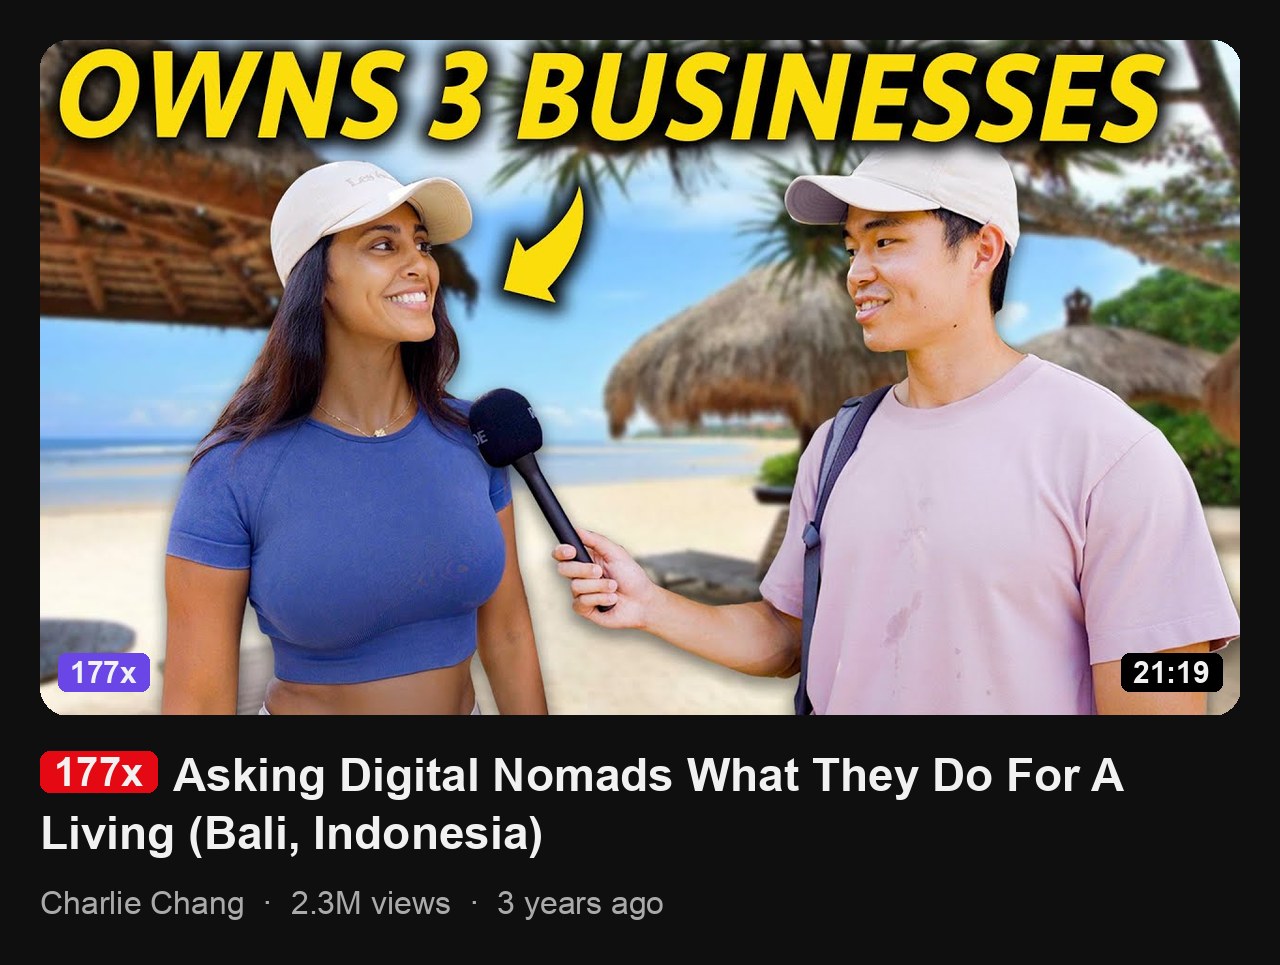 OWNS 3 BUSINESSES
177x
21:19
177x Asking Digital Nomads What They Do For A
Living (Bali, Indonesia)
Charlie Chang · 2.3M views · 3 years ago